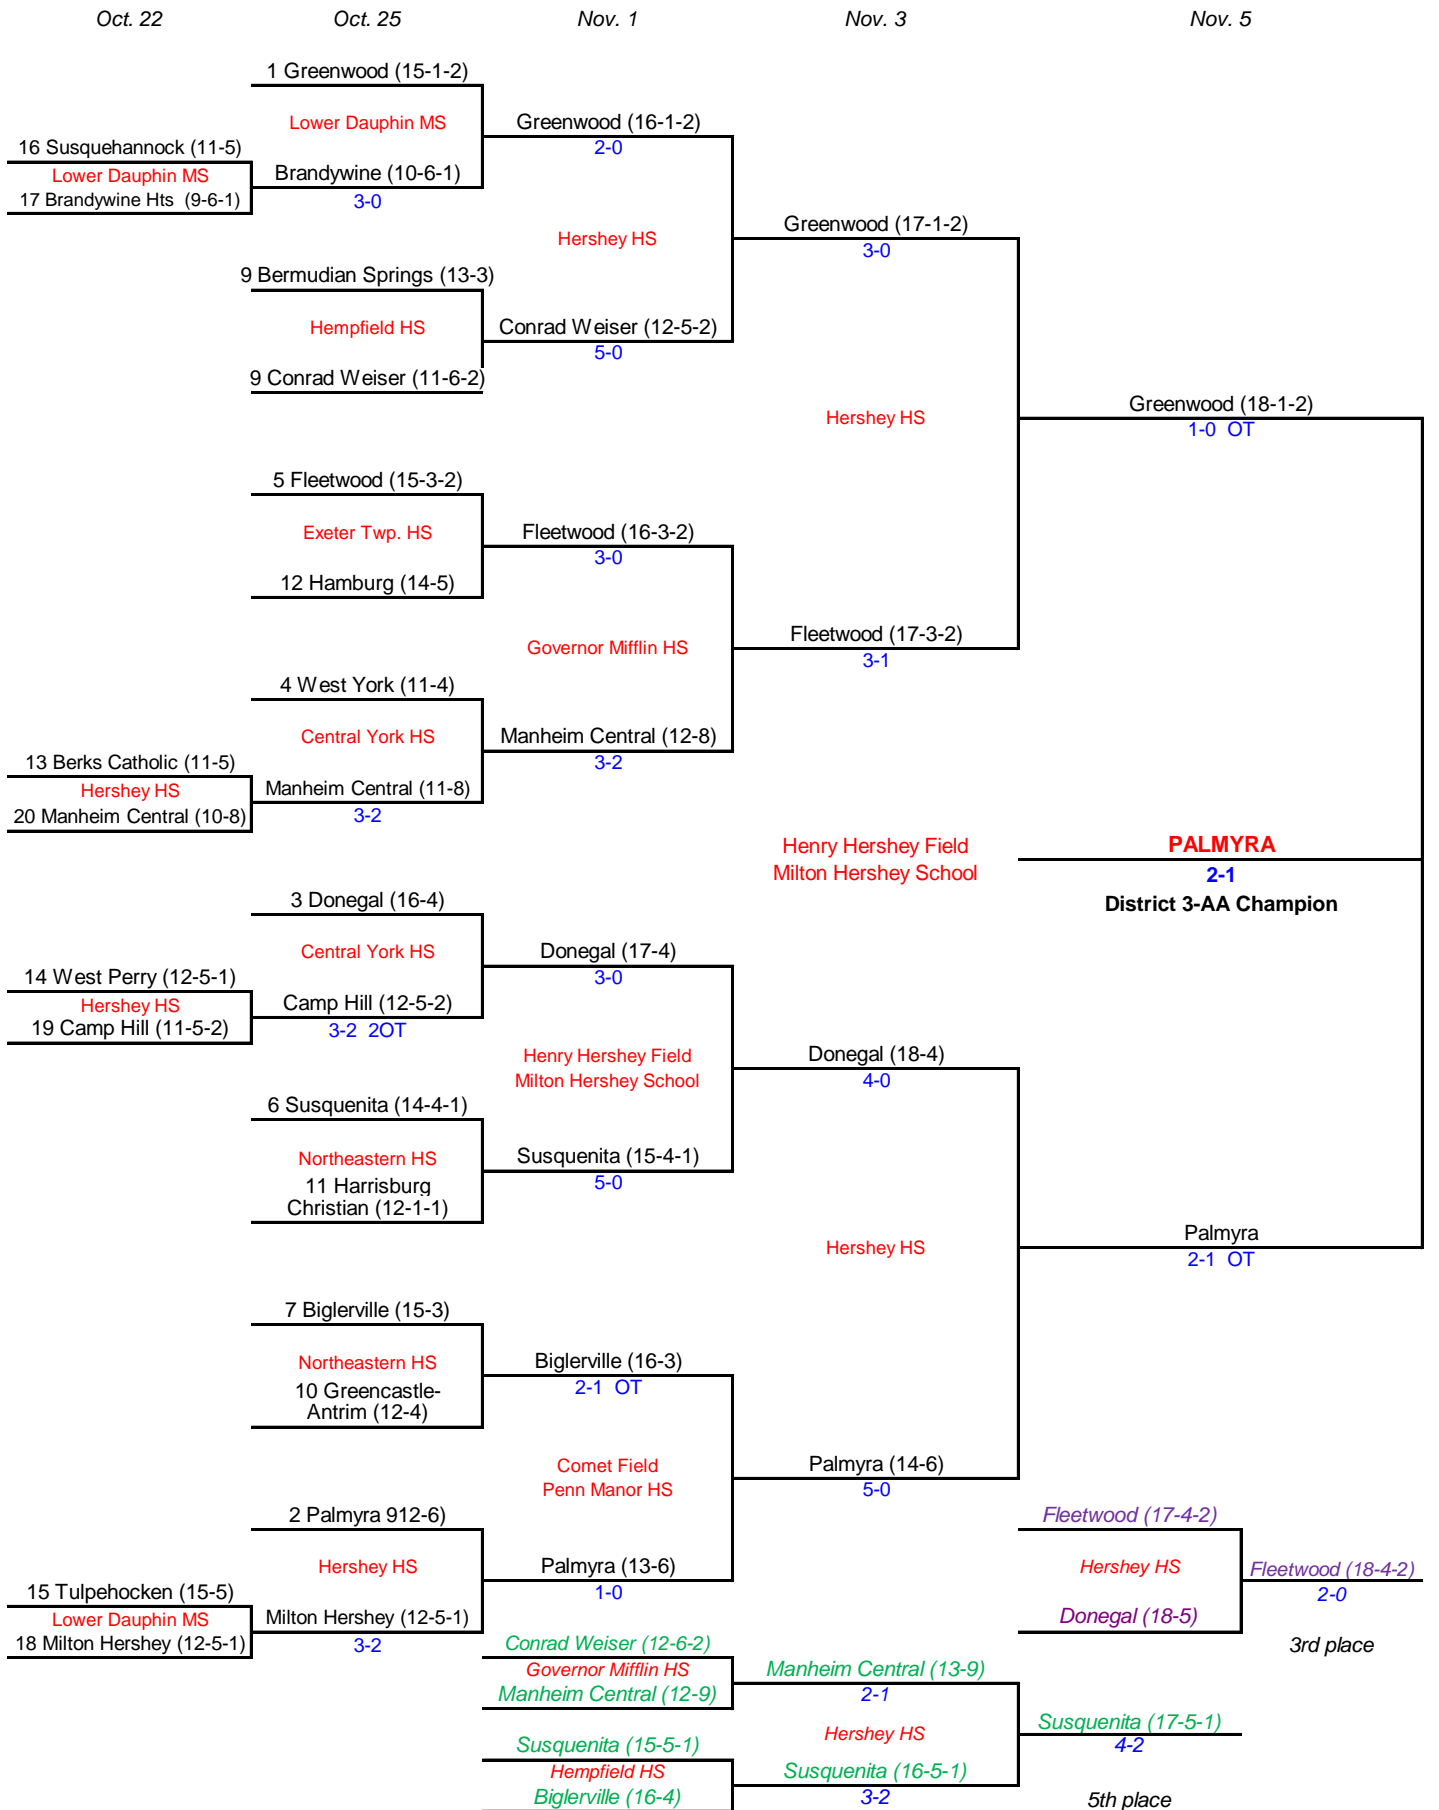 Oct. 22
Oct. 25
Nov. 1
Nov. 3
Nov. 5
1 Greenwood (15-1-2)
Lower Dauphin MS
Greenwood (16-1-2)
2-0
16 Susquehannock (11-5)
Lower Dauphin MS
17 Brandywine Hts (9-6-1)
Brandywine (10-6-1)
3-0
Hershey HS
Greenwood (17-1-2)
3-0
9 Bermudian Springs (13-3)
Hempfield HS
Conrad Weiser (12-5-2)
5-0
9 Conrad Weiser (11-6-2)
Hershey HS
Greenwood (18-1-2)
1-0 OT
5 Fleetwood (15-3-2)
Exeter Twp. HS
Fleetwood (16-3-2)
3-0
12 Hamburg (14-5)
Governor Mifflin HS
Fleetwood (17-3-2)
3-1
4 West York (11-4)
Central York HS
Manheim Central (12-8)
3-2
13 Berks Catholic (11-5)
Hershey HS
20 Manheim Central (10-8)
Manheim Central (11-8)
3-2
Henry Hershey Field
Milton Hershey School
PALMYRA
2-1
District 3-AA Champion
3 Donegal (16-4)
Central York HS
Donegal (17-4)
3-0
14 West Perry (12-5-1)
Hershey HS
19 Camp Hill (11-5-2)
Camp Hill (12-5-2)
3-2 2OT
Henry Hershey Field
Milton Hershey School
Donegal (18-4)
4-0
6 Susquenita (14-4-1)
Northeastern HS
11 Harrisburg
Christian (12-1-1)
Susquenita (15-4-1)
5-0
Hershey HS
Palmyra
2-1 OT
7 Biglerville (15-3)
Northeastern HS
10 Greencastle-
Antrim (12-4)
Biglerville (16-3)
2-1 OT
Comet Field
Penn Manor HS
Palmyra (14-6)
5-0
2 Palmyra 912-6)
Hershey HS
Palmyra (13-6)
1-0
15 Tulpehocken (15-5)
Lower Dauphin MS
18 Milton Hershey (12-5-1)
Milton Hershey (12-5-1)
3-2
Fleetwood (17-4-2)
Hershey HS
Donegal (18-5)
Fleetwood (18-4-2)
2-0
3rd place
Conrad Weiser (12-6-2)
Governor Mifflin HS
Manheim Central (12-9)
Manheim Central (13-9)
2-1
Hershey HS
Susquenita (17-5-1)
4-2
Susquenita (15-5-1)
Hempfield HS
Biglerville (16-4)
Susquenita (16-5-1)
3-2
5th place